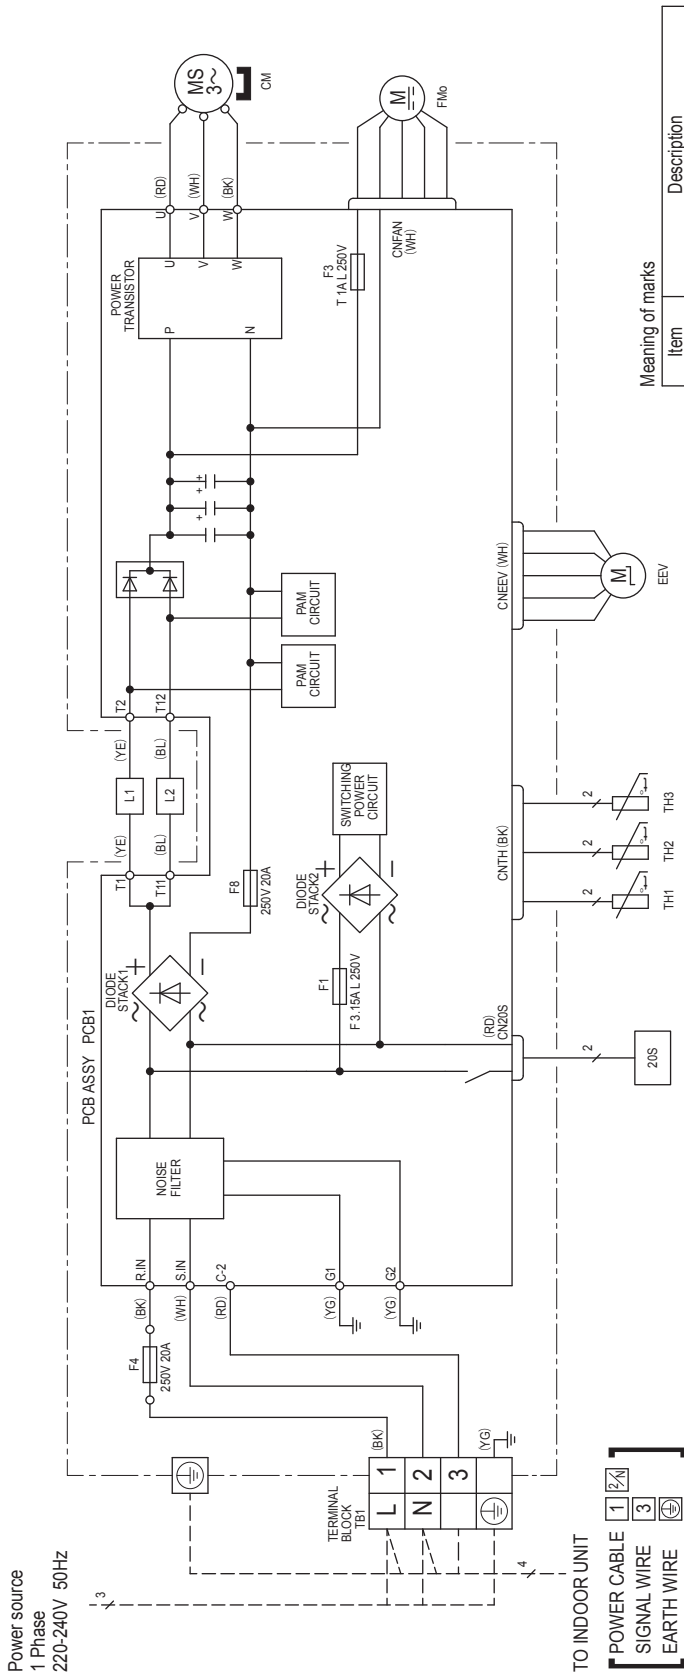 Power source
1 Phase
220-240V 50Hz
3
TERMINAL
BLOCK
TB1
L 1
N 2
3
(BK)
(YG)
4
TO INDOOR UNIT
POWER CABLE 1 2/N
SIGNAL WIRE 3
EARTH WIRE
F4
250V 20A
(BK)
R.IN
(WH)
S.IN
(RD)
C-2
(YG)
G1
(YG)
G2
PCB ASSY PCB1
NOISE
FILTER
DIODE
STACK1
+
−
F8
250V 20A
F1
F 3.15A L 250V
DIODE
STACK2
+
−
SWITCHING
POWER
CIRCUIT
T1
(YE)
L1
(YE)
T2
T11
(BL)
L2
(BL)
T12
PAM
CIRCUIT
PAM
CIRCUIT
+
+
POWER
TRANSISTOR
P
N
U
V
W
U
(RD)
V
(WH)
W
(BK)
MS
3~
CM
F3
T 1A L 250V
CNFAN
(WH)
M
FMo
(RD)
CN20S
2
20S
CNTH (BK)
2
2
2
TH1
TH2
TH3
CNEEV (WH)
M
EEV
Meaning of marks
Item
Description